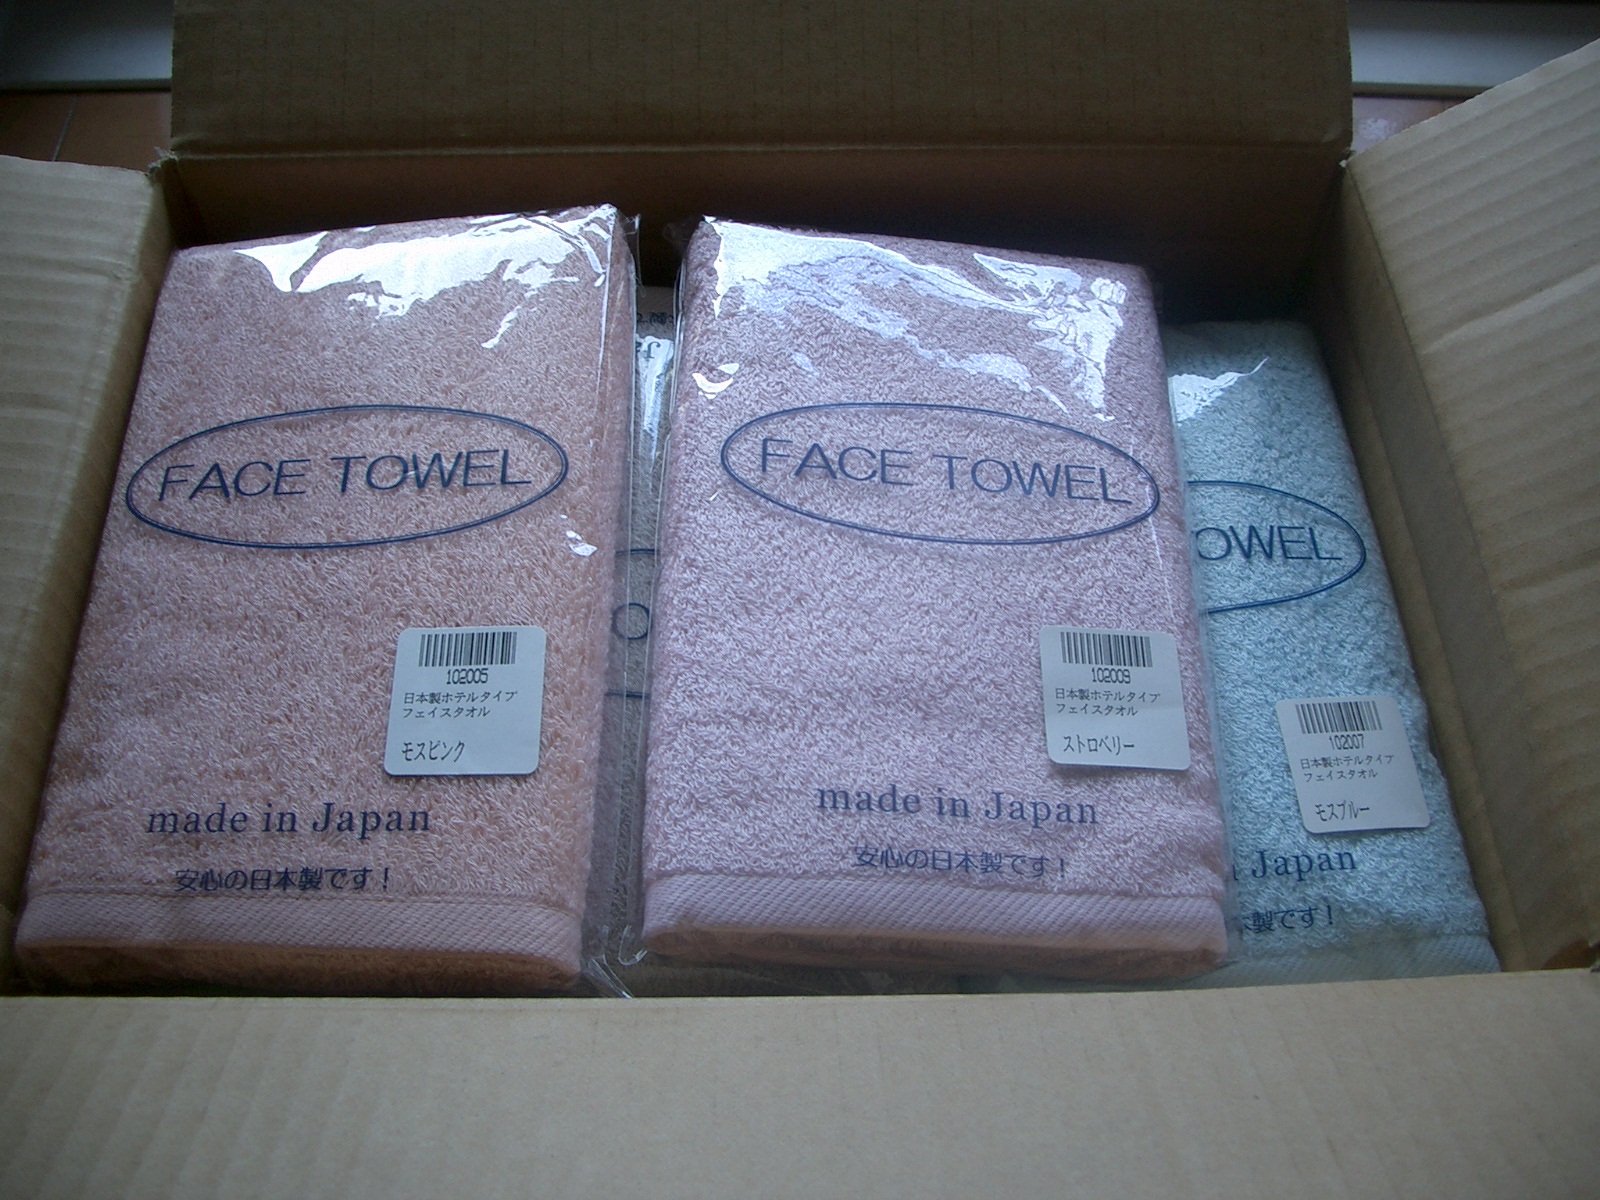 FACE TOWEL
102005
日本製ホテルタイプ
フェイスタオル
モスピンク
made in Japan
安心の日本製です！
FACE TOWEL
102009
日本製ホテルタイプ
フェイスタオル
ストロベリー
made in Japan
安心の日本製です！
OWEL
102007
日本製ホテルタイプ
フェイスタオル
モスブルー
Japan
製です！